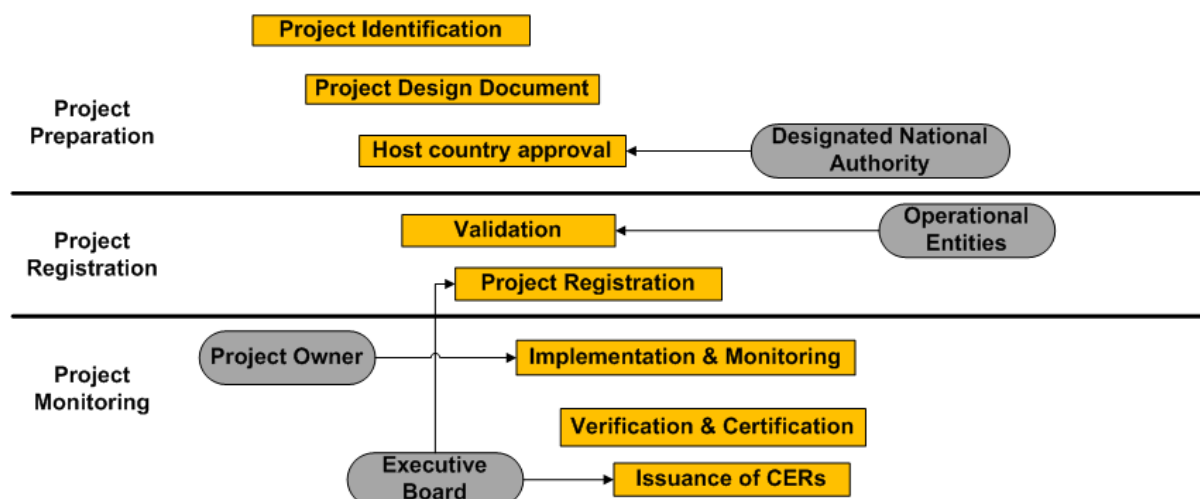 Project Identification
Project Design Document
Project
Preparation
Host country approval
Designated National
Authority
Project
Registration
Validation
Operational
Entities
Project Registration
Project
Monitoring
Project Owner
Implementation & Monitoring
Verification & Certification
Executive
Board
Issuance of CERs